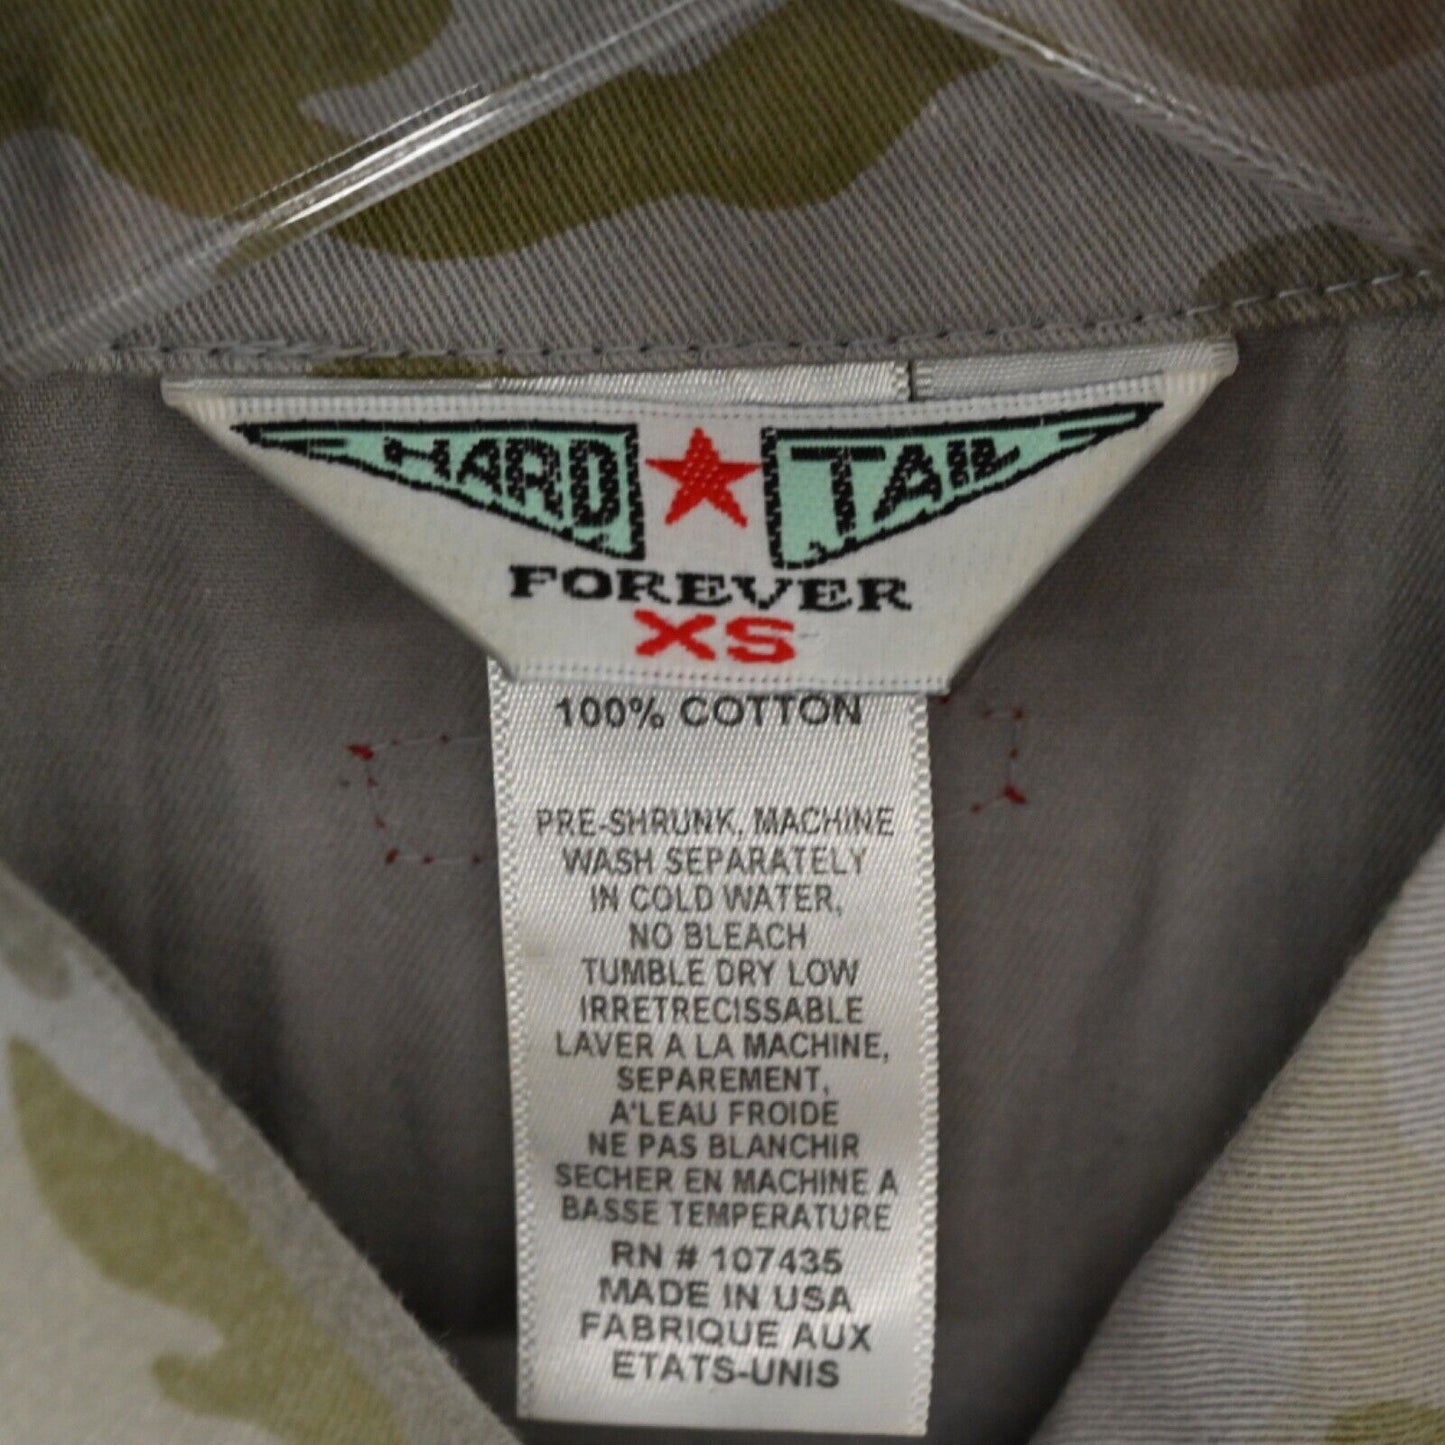 HARD TAIL
FOREVER
XS
100% COTTON
PRE-SHRUNK, MACHINE
WASH SEPARATELY
IN COLD WATER,
NO BLEACH
TUMBLE DRY LOW
IRRETRECISSABLE
LAVER A LA MACHINE,
SEPAREMENT,
A'LEAU FROIDE
NE PAS BLANCHIR
SECHER EN MACHINE A
BASSE TEMPERATURE
RN # 107435
MADE IN USA
FABRIQUE AUX
ETATS-UNIS